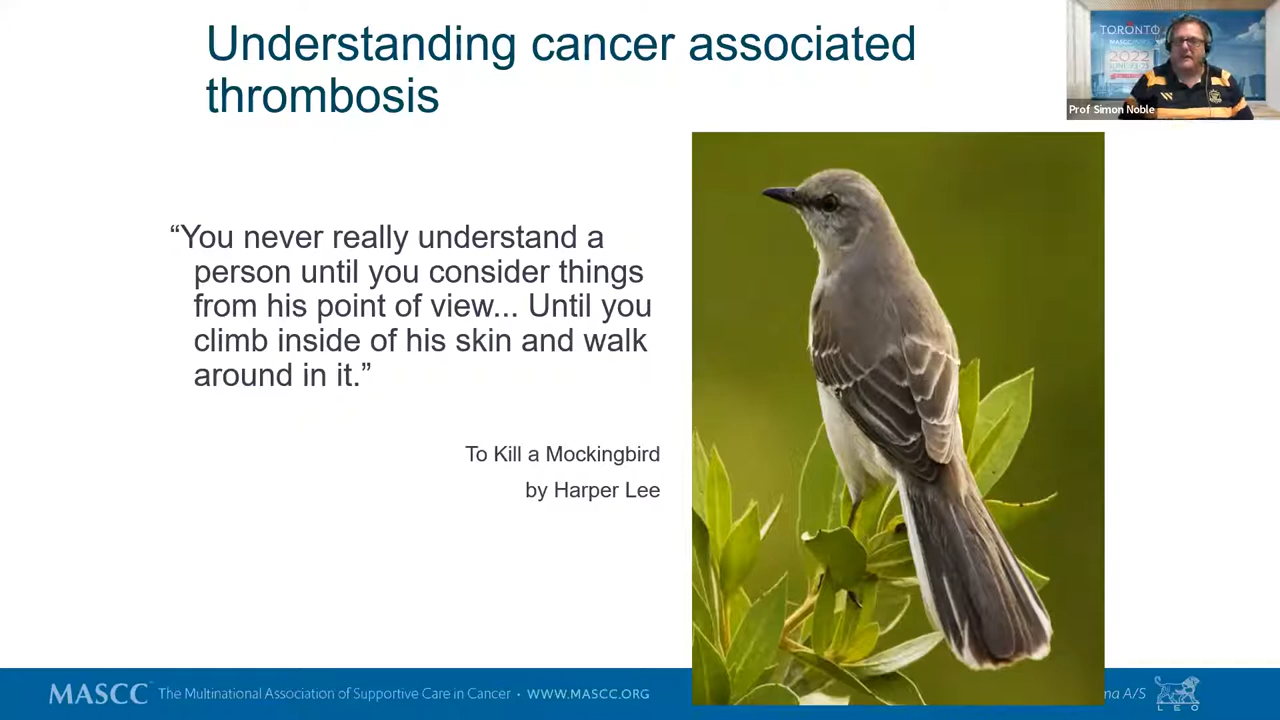 Understanding cancer associated
thrombosis
TORONTO
MASCC
2022
Prof Simon Noble
“You never really understand a
person until you consider things
from his point of view... Until you
climb inside of his skin and walk
around in it.”
To Kill a Mockingbird
by Harper Lee
MASCC The Multinational Association of Supportive Care in Cancer · WWW.MASCC.ORG
A/S
LEO